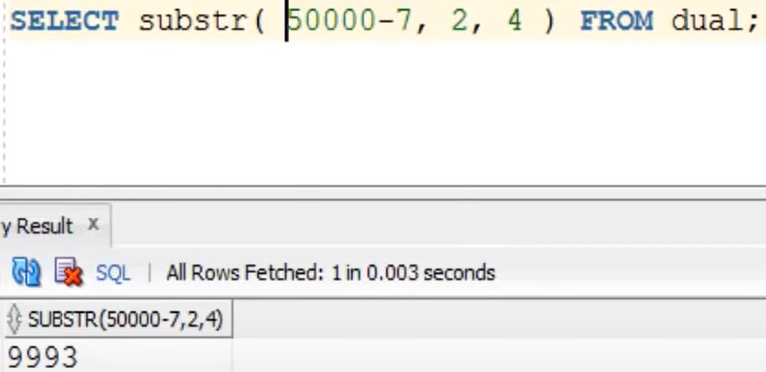 SELECT substr( 50000-7, 2, 4 ) FROM dual;
y Result x
SQL | All Rows Fetched: 1 in 0.003 seconds
SUBSTR(50000-7,2,4)
9993